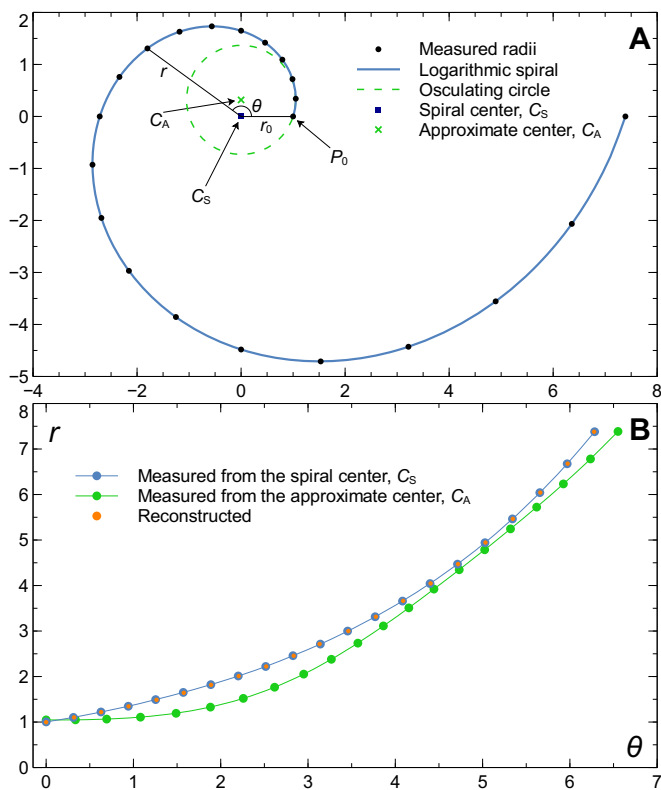 2
1
0
−1
−2
−3
−4
−5
−4
−2
0
2
4
6
8
A
Measured radii
Logarithmic spiral
Osculating circle
Spiral center, CS
Approximate center, CA
r
θ
CA
r0
P0
CS
8
7
6
5
4
3
2
1
0
0
1
2
3
4
5
6
7
r
B
Measured from the spiral center, CS
Measured from the approximate center, CA
Reconstructed
θ